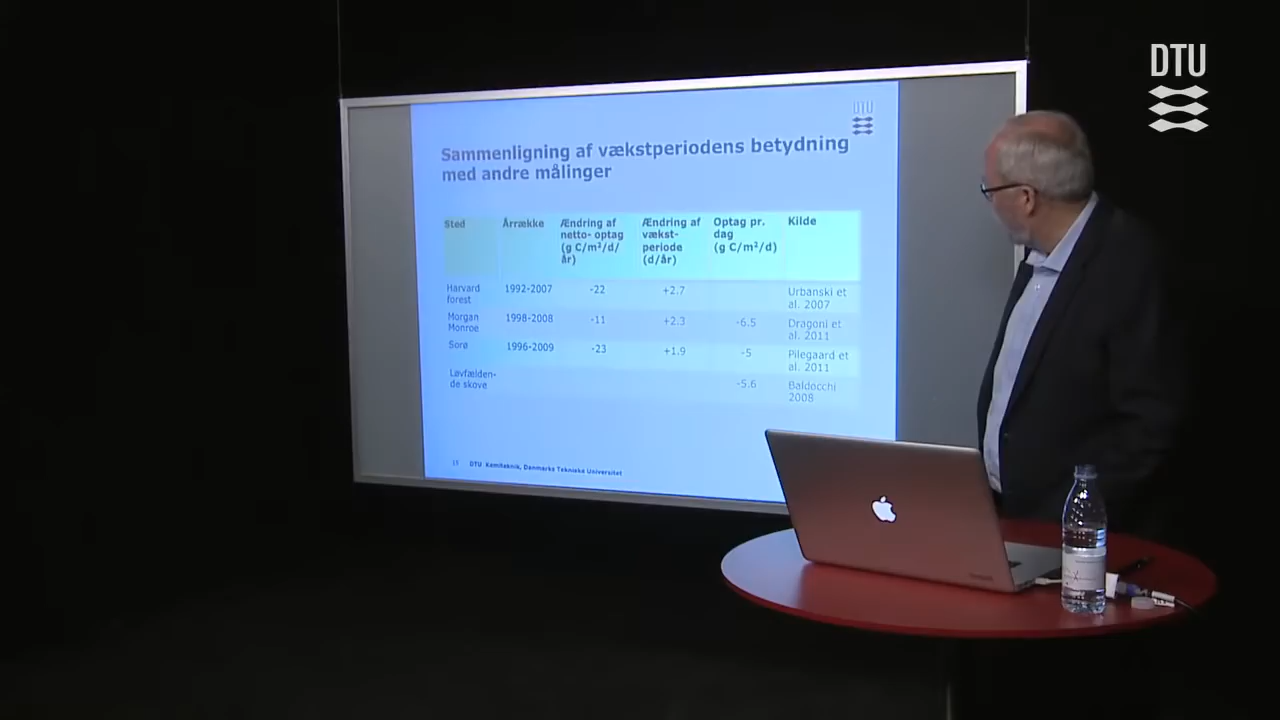 DTU
DTU
Sammenligning af vækstperiodens betydning
med andre målinger
Sted Årrække Ændring af netto- optag (g C/m²/d/ år) Ændring af vækst- periode (d/år) Optag pr. dag (g C/m²/d) Kilde
Harvard forest 1992-2007 -22 +2.7 Urbanski et al. 2007
Morgan Monroe 1998-2008 -11 +2.3 -6.5 Dragoni et al. 2011
Sorø 1996-2009 -23 +1.9 -5 Pilegaard et al. 2011
Løvfælden- de skove -5.6 Baldocchi 2008
DTU Kemiteknik, Danmarks Tekniske Universitet